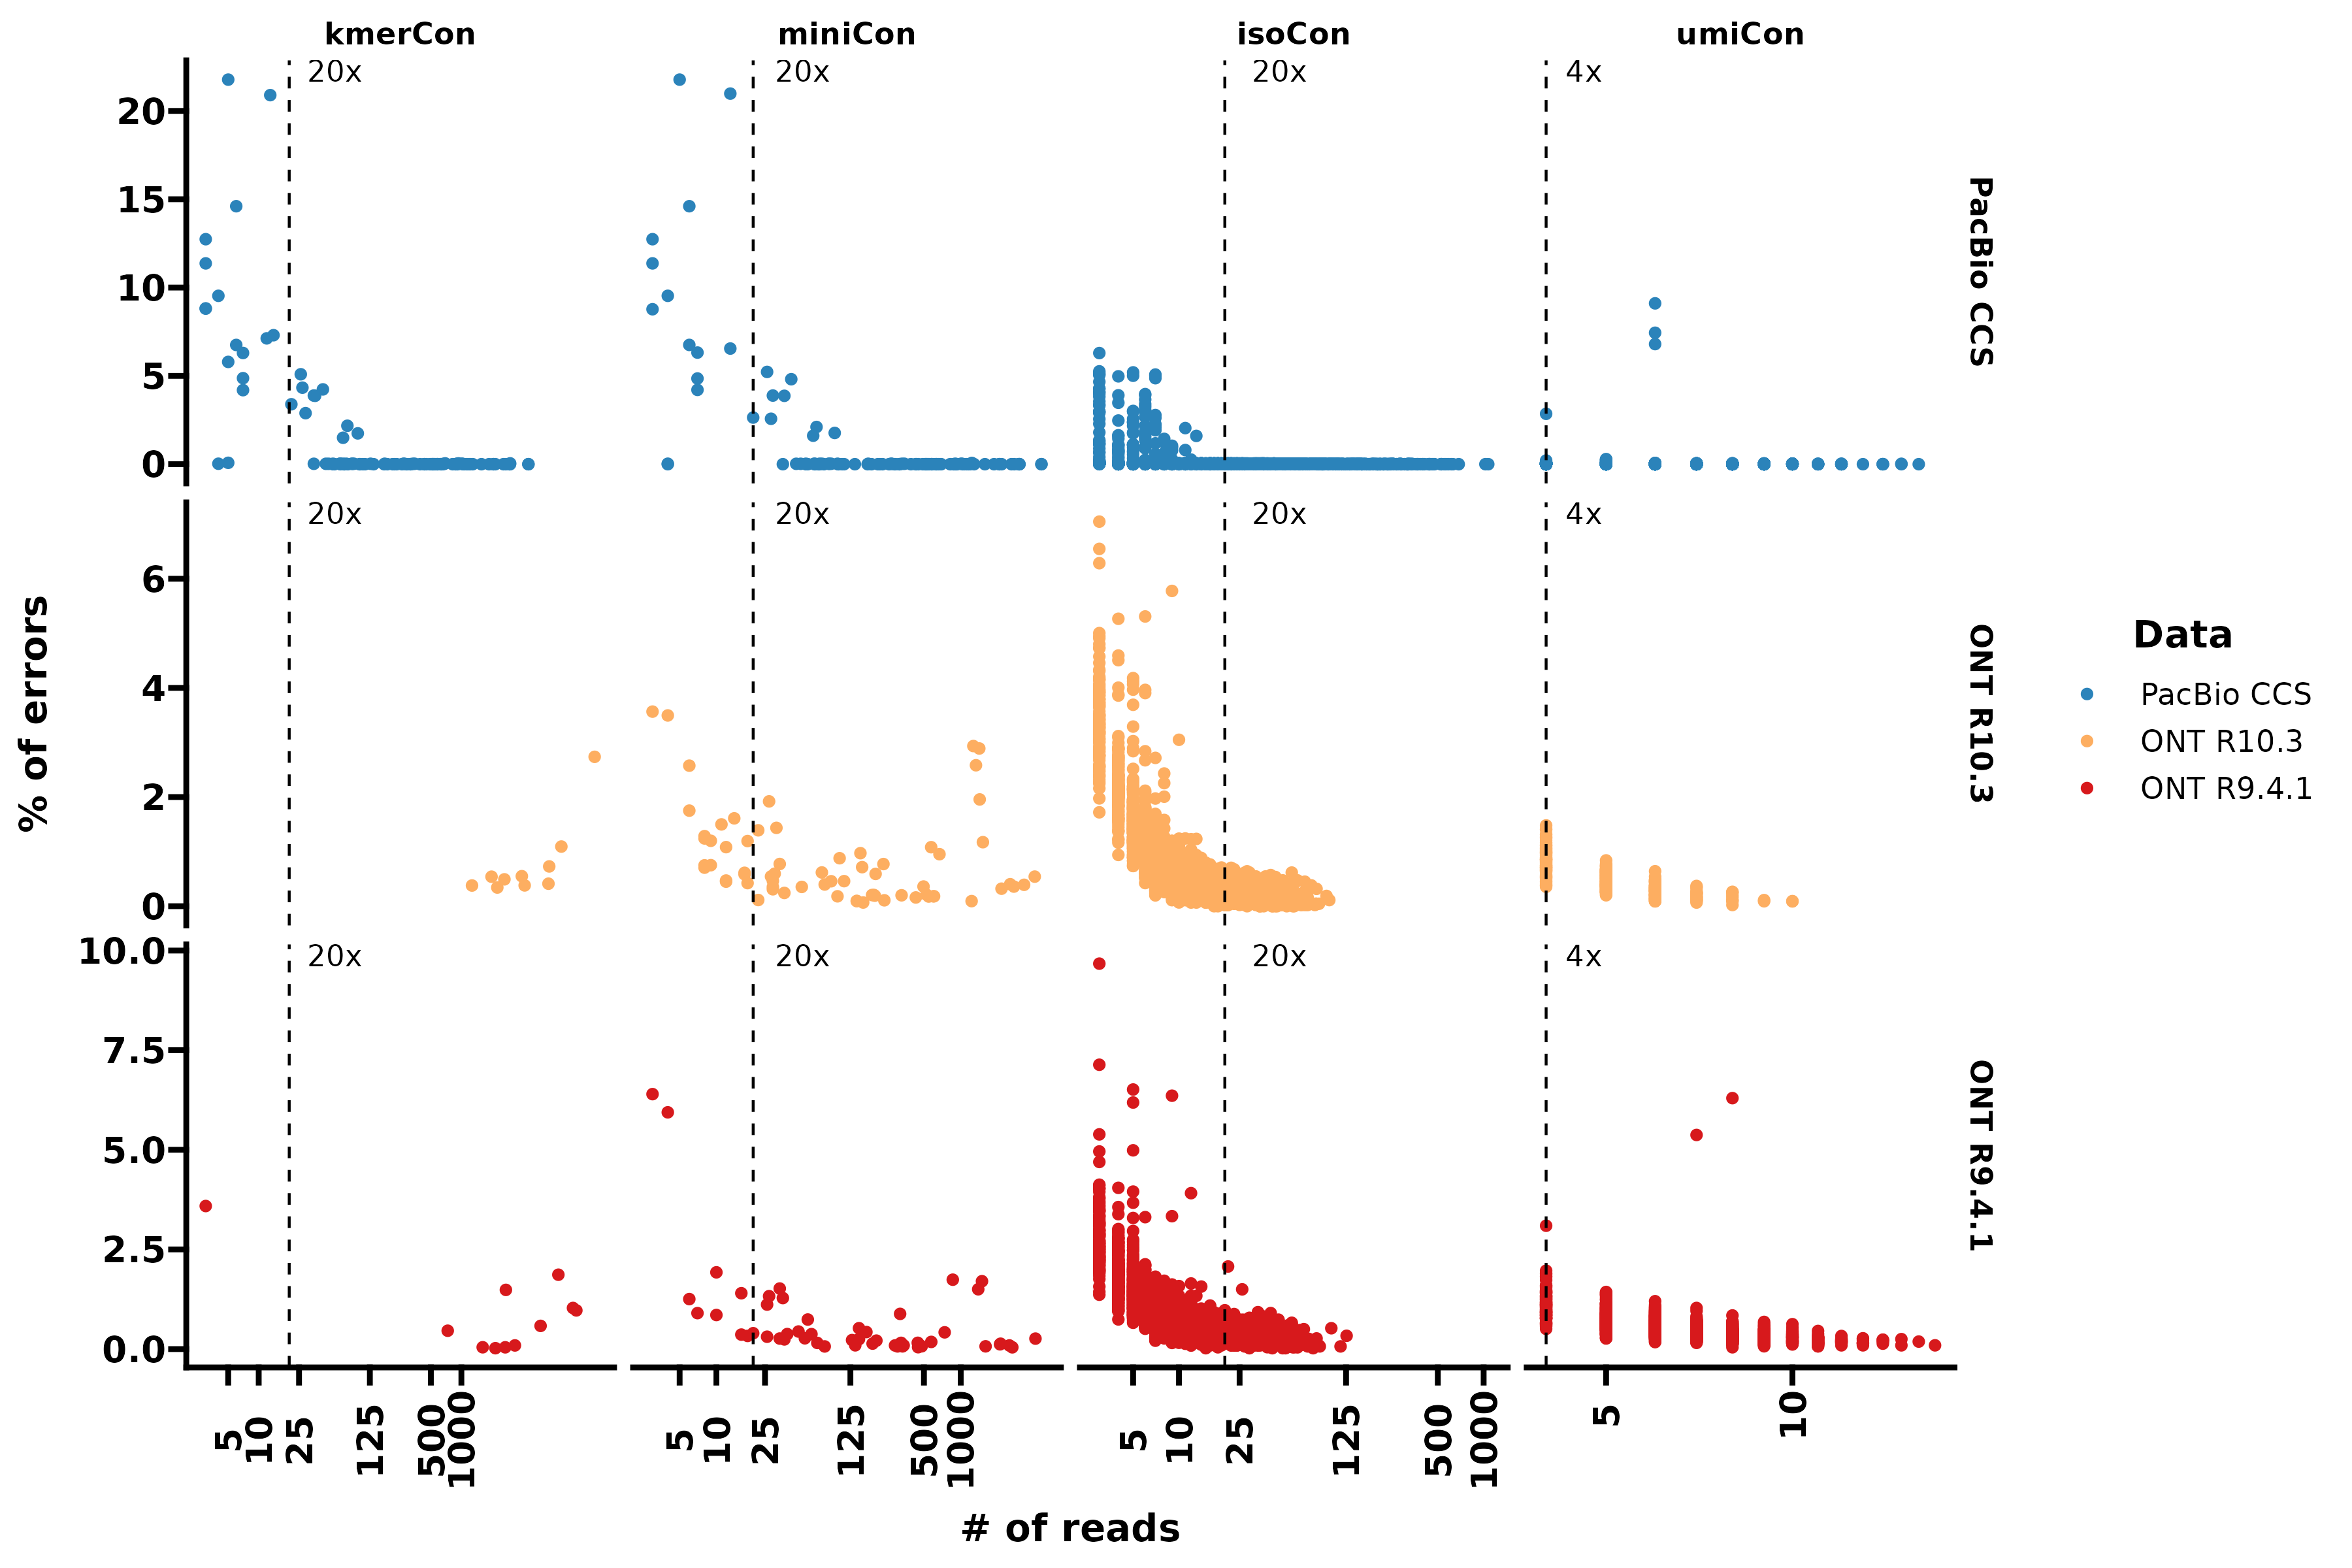 kmerCon miniCon isoCon umiCon
20x 20x 20x 4x
20
15
10
5
0
PacBio CCS
20x 20x 20x 4x
6
4
2
0
ONT R10.3
20x 20x 20x 4x
10.0
7.5
5.0
2.5
0.0
ONT R9.4.1
% of errors
5 10 25 125 500 1000 5 10 25 125 500 1000 5 10 25 125 500 1000 5 10
# of reads
Data
PacBio CCS
ONT R10.3
ONT R9.4.1